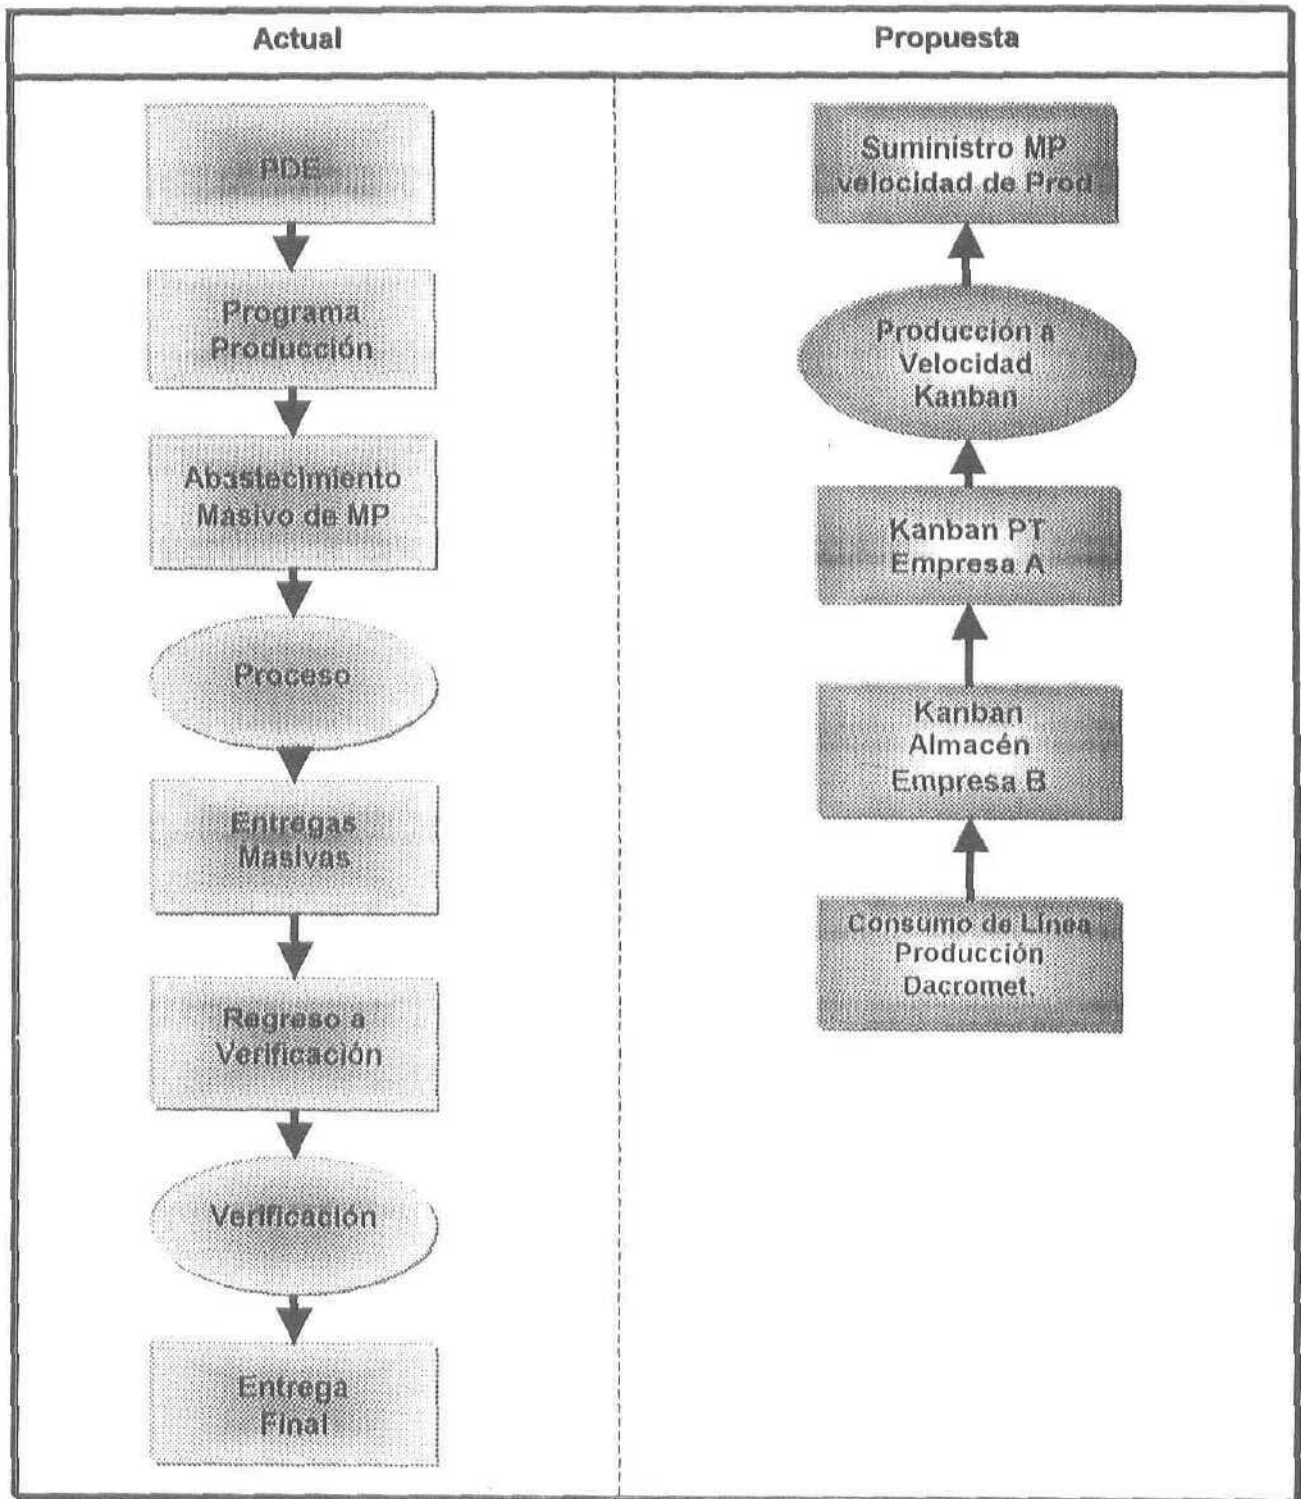 Actual
PDE
Programa
Producción
Abastecimiento
Masivo de MP
Proceso
Entregas
Masivas
Regreso a
Verificación
Verificación
Entrega
Final
Propuesta
Suministro MP
velocidad de Prod
Producción a
Velocidad
Kanban
Kanban PT
Empresa A
Kanban
Almacén
Empresa B
Consumo de Línea
Producción
Dacromet.